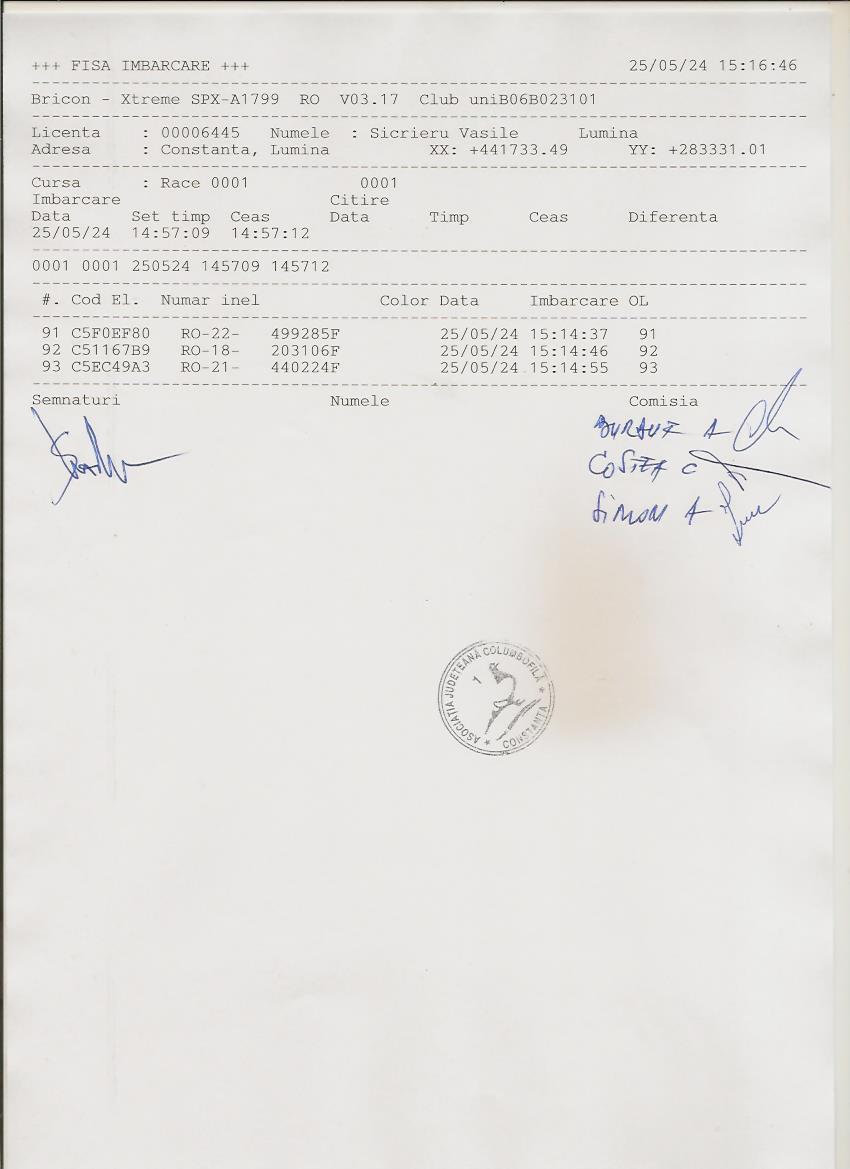 +++ FISA IMBARCARE +++ 25/05/24 15:16:46
Bricon - Xtreme SPX-A1799 RO V03.17 Club uniB06B023101
Licenta : 00006445 Numele : Sicrieru Vasile Lumina
Adresa : Constanta, Lumina XX: +441733.49 YY: +283331.01
Cursa : Race 0001 0001
Imbarcare Citire
Data Set timp Ceas Data Timp Ceas Diferenta
25/05/24 14:57:09 14:57:12
0001 0001 250524 145709 145712
#. Cod El. Numar inel Color Data Imbarcare OL
91 C5F0EF80 RO-22- 499285F 25/05/24 15:14:37 91
92 C51167B9 RO-18- 203106F 25/05/24 15:14:46 92
93 C5EC49A3 RO-21- 440224F 25/05/24 15:14:55 93
Semnaturi Numele Comisia
A
C
SIMON A
ASOCIATIA JUDETEANA COLUMBOFILA * CONSTANTA *
1